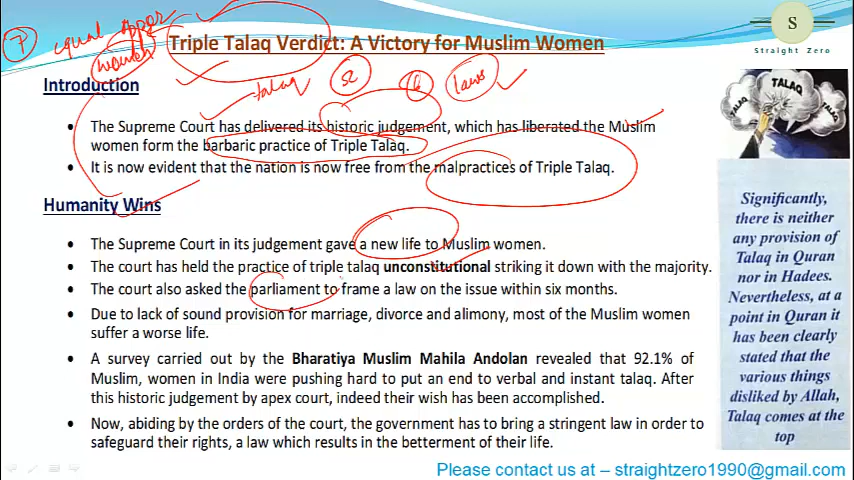 7 equal opper
women
S
Straight Zero
Triple Talaq Verdict: A Victory for Muslim Women
Introduction
talaq SC laws
TALAQ TALAQ TALAQ
The Supreme Court has delivered its historic judgement, which has liberated the Muslim
women form the barbaric practice of Triple Talaq.
It is now evident that the nation is now free from the malpractices of Triple Talaq.
Humanity Wins
The Supreme Court in its judgement gave a new life to Muslim women.
The court has held the practice of triple talaq unconstitutional striking it down with the majority.
The court also asked the parliament to frame a law on the issue within six months.
Due to lack of sound provision for marriage, divorce and alimony, most of the Muslim women
suffer a worse life.
A survey carried out by the Bharatiya Muslim Mahila Andolan revealed that 92.1% of
Muslim, women in India were pushing hard to put an end to verbal and instant talaq. After
this historic judgement by apex court, indeed their wish has been accomplished.
Now, abiding by the orders of the court, the government has to bring a stringent law in order to
safeguard their rights, a law which results in the betterment of their life.
Significantly,
there is neither
any provision of
Talaq in Quran
nor in Hadees.
Nevertheless, at a
point in Quran it
has been clearly
stated that the
various things
disliked by Allah,
Talaq comes at the
top
Please contact us at – straightzero1990@gmail.com